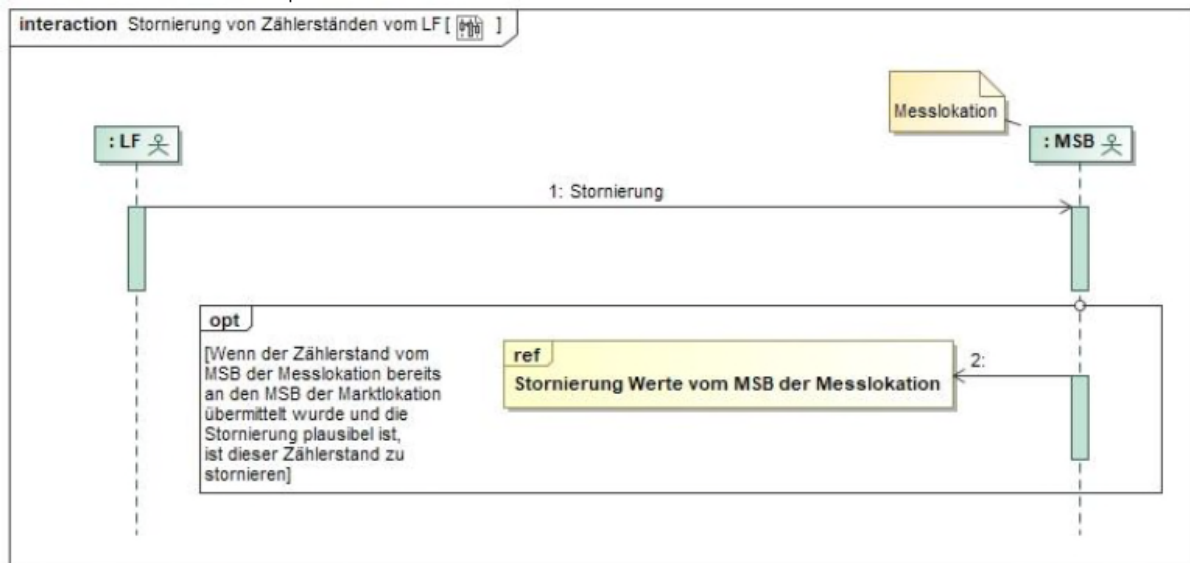 interaction Stornierung von Zählerständen vom LF [ ]
Messlokation
: LF
: MSB
1: Stornierung
opt
[Wenn der Zählerstand vom
MSB der Messlokation bereits
an den MSB der Marktlokation
übermittelt wurde und die
Stornierung plausibel ist,
ist dieser Zählerstand zu
stornieren]
ref
Stornierung Werte vom MSB der Messlokation
2: